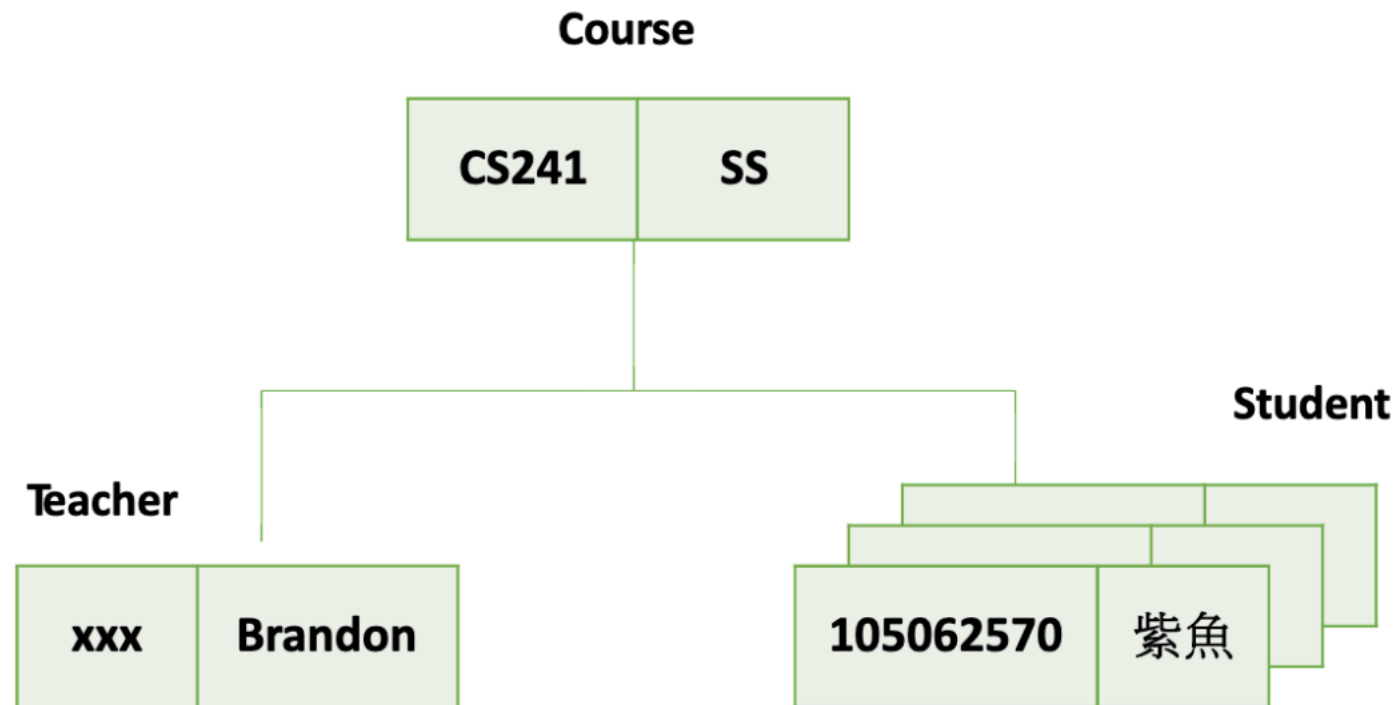 Course
CS241 SS
Student
Teacher
xxx Brandon
105062570 紫魚